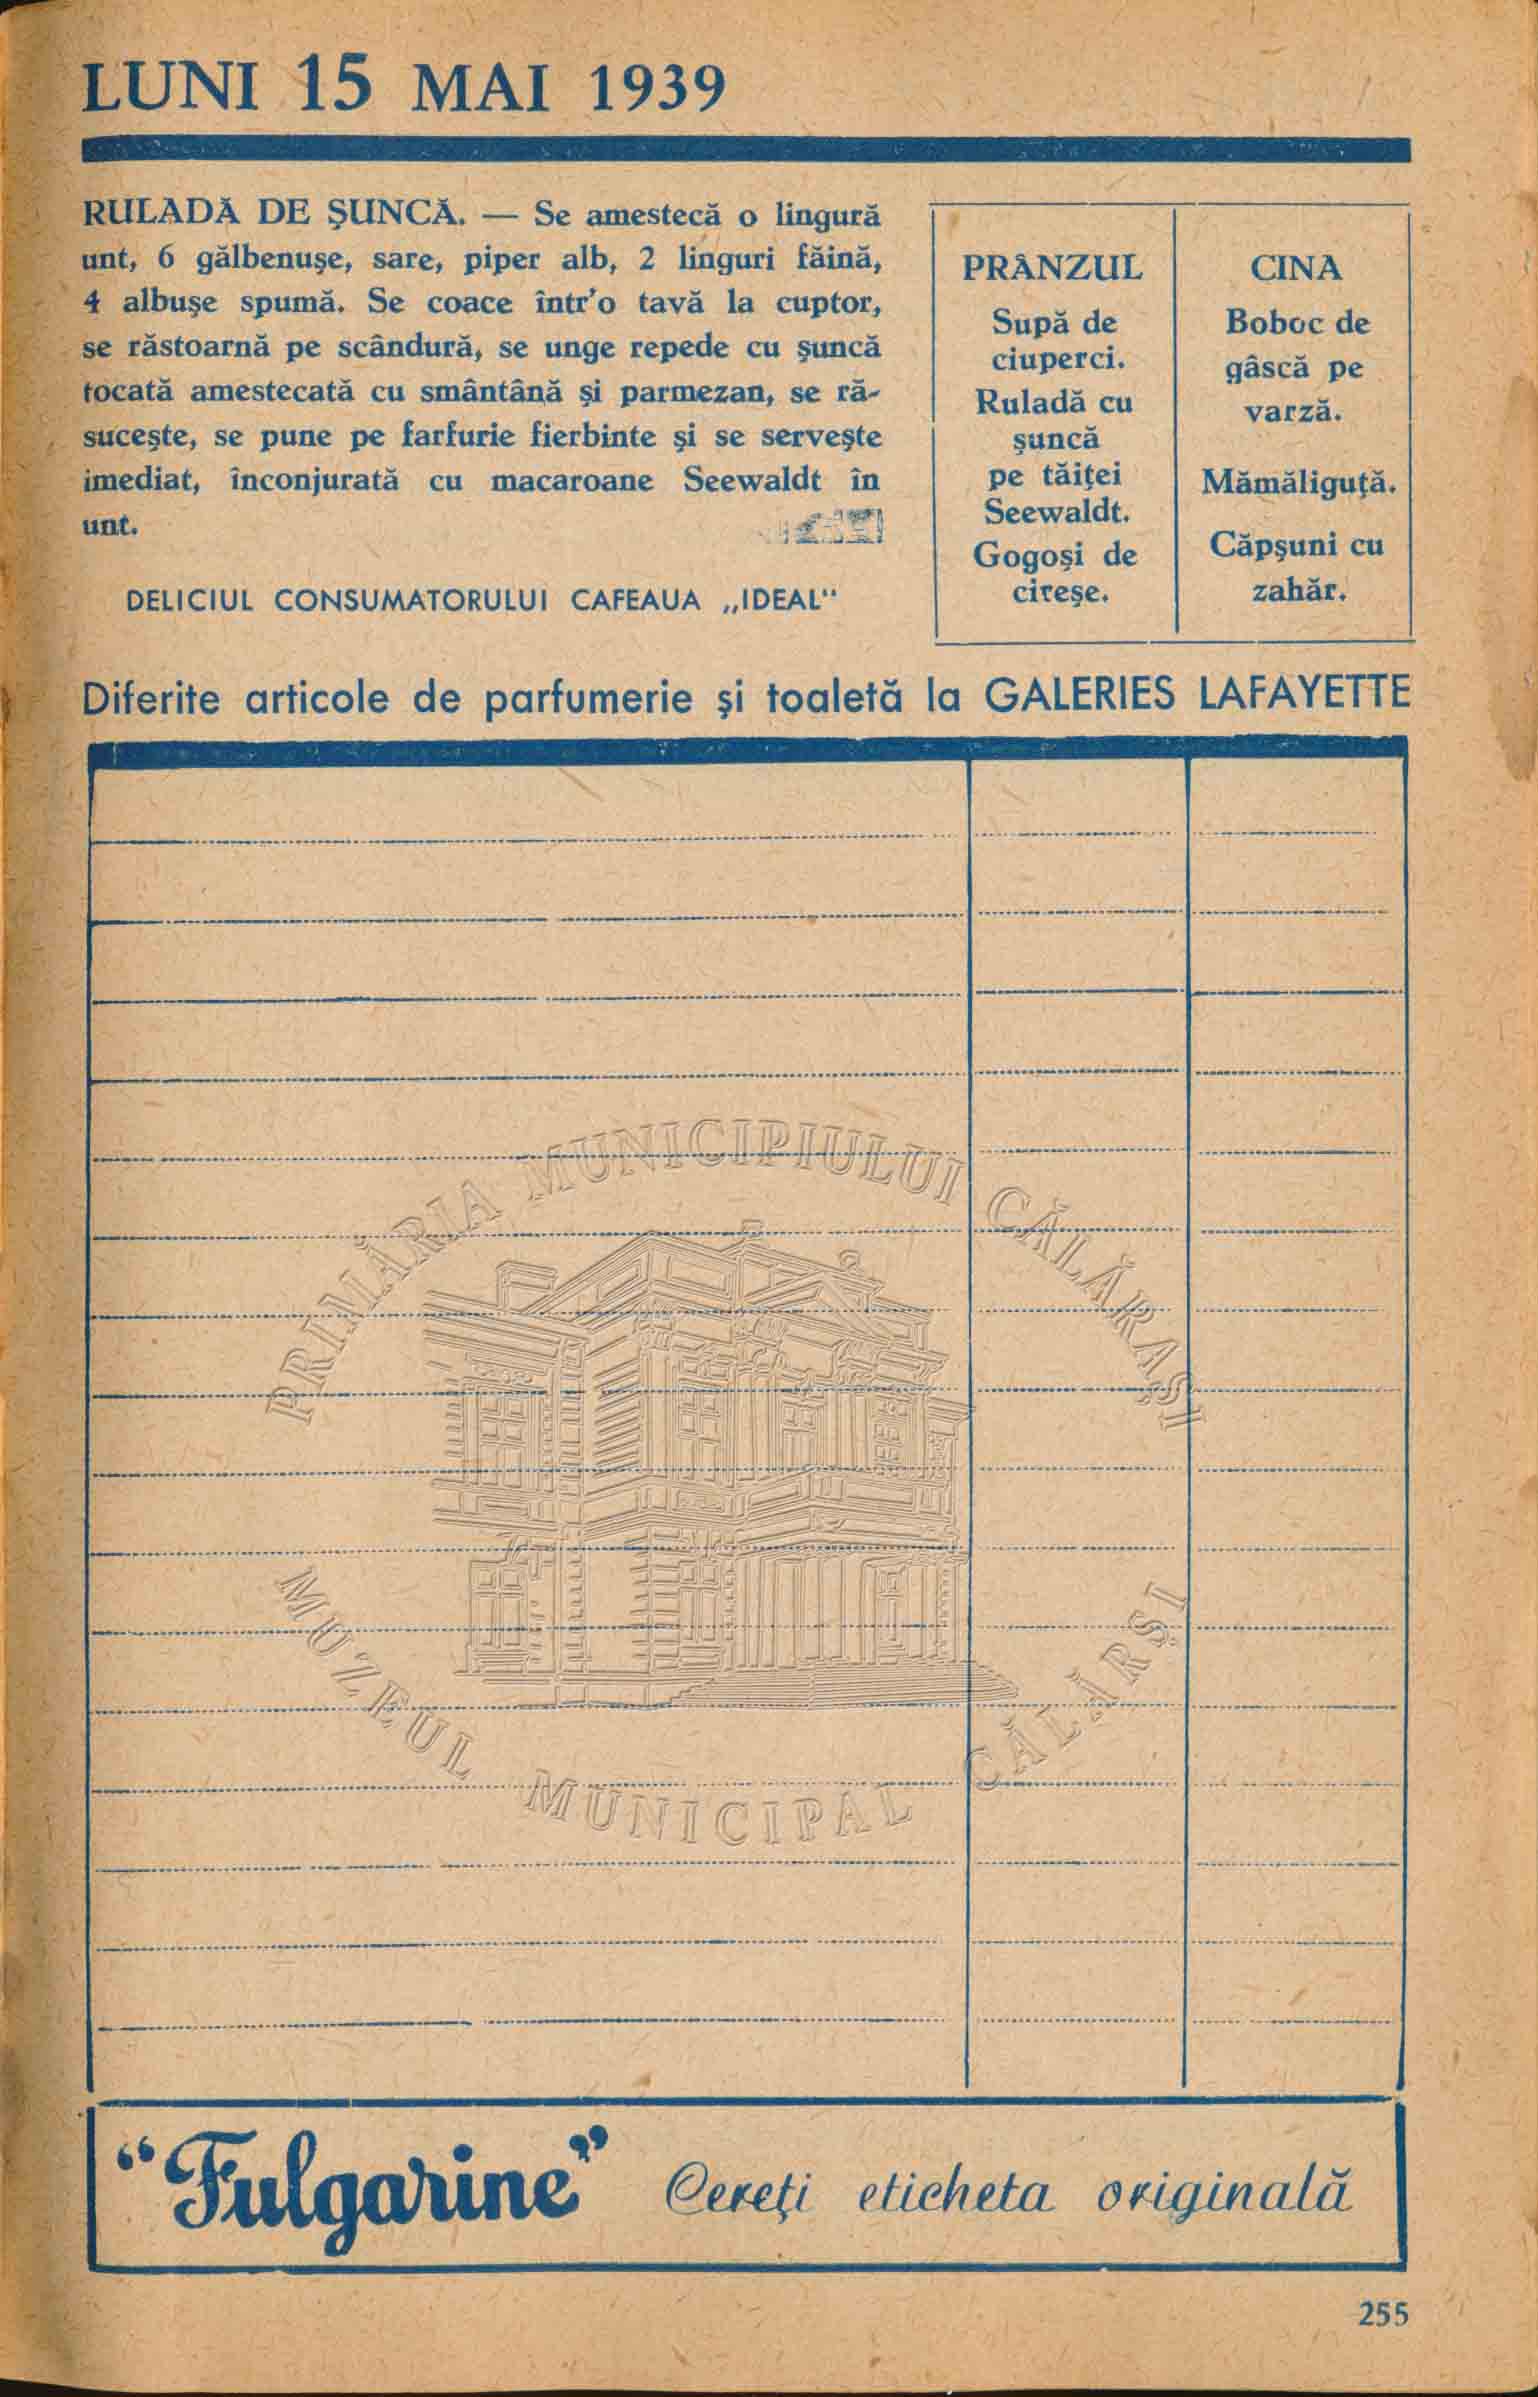 LUNI 15 MAI 1939
RULADĂ DE ŞUNCĂ. — Se amestecă o lingură
unt, 6 gălbenuşe, sare, piper alb, 2 linguri făină,
4 albuşe spumă. Se coace într'o tavă la cuptor,
se răstoarnă pe scândură, se unge repede cu şuncă
tocată amestecată cu smântână şi parmezan, se ră-
suceşte, se pune pe farfurie fierbinte şi se serveşte
imediat, înconjurată cu macaroane Seewaldt în
unt.
DELICIUL CONSUMATORULUI CAFEAUA „IDEAL"
PRÂNZUL
Supă de
ciuperci.
Ruladă cu
şuncă
pe tăiţei
Seewaldt.
Gogoşi de
cireşe.
CINA
Boboc de
gâscă pe
varză.
Mămăliguţă.
Căpşuni cu
zahăr.
Diferite articole de parfumerie şi toaletă la GALERIES LAFAYETTE
PRIMĂRIA MUNICIPIULUI CĂLĂRAŞI
MUZEUL MUNICIPAL CĂLĂRŞI
"Fulgarine" Cereţi eticheta originală
255